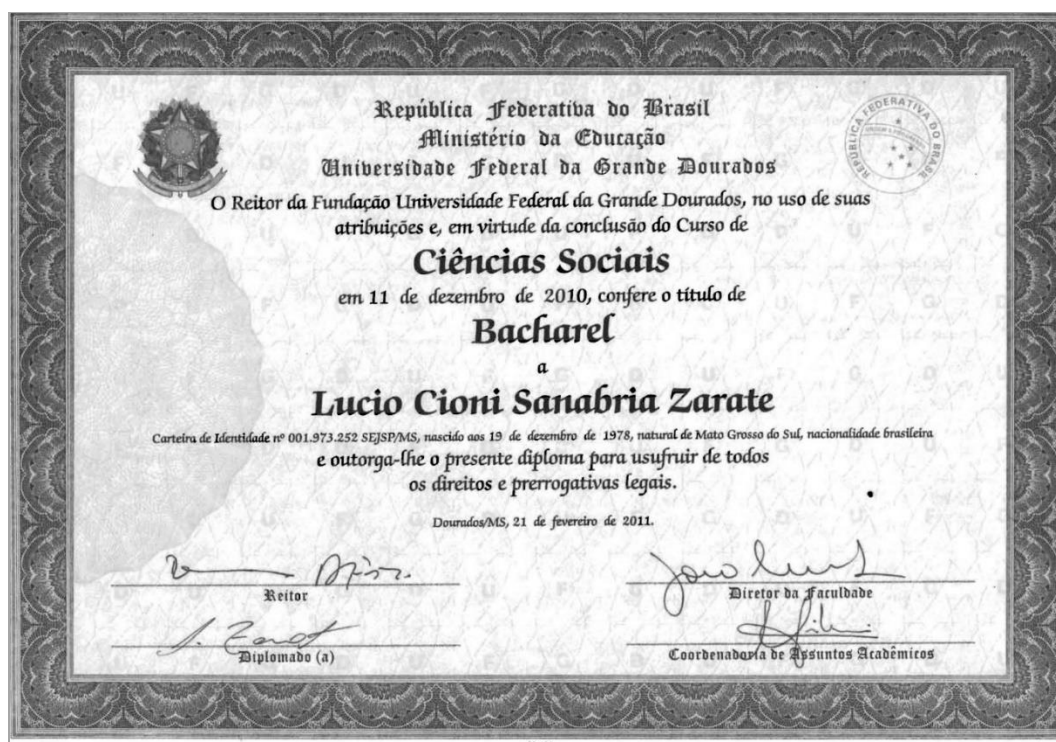 República Federativa do Brasil
Ministério da Educação
Universidade Federal da Grande Dourados
REPÚBLICA FEDERATIVA DO BRASIL
O Reitor da Fundação Universidade Federal da Grande Dourados, no uso de suas
atribuições e, em virtude da conclusão do Curso de
Ciências Sociais
em 11 de dezembro de 2010, confere o título de
Bacharel
a
Lucio Cioni Sanabria Zarate
Carteira de Identidade nº 001.973.252 SEJSP/MS, nascido aos 19 de dezembro de 1978, natural de Mato Grosso do Sul, nacionalidade brasileira
e outorga-lhe o presente diploma para usufruir de todos
os direitos e prerrogativas legais.
Dourados/MS, 21 de fevereiro de 2011.
Reitor
Diretor da Faculdade
Diplomado (a)
Coordenadoria de Assuntos Acadêmicos